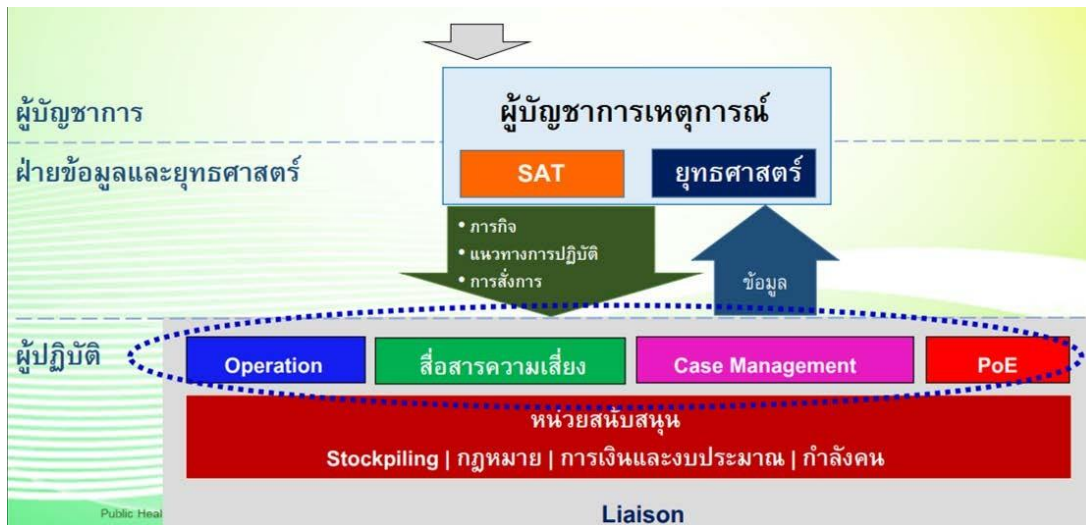 ผู้บัญชาการ
ผู้บัญชาการเหตุการณ์
ฝ่ายข้อมูลและยุทธศาสตร์
SAT
ยุทธศาสตร์
• ภารกิจ
• แนวทางการปฏิบัติ
• การสั่งการ
ข้อมูล
ผู้ปฏิบัติ
Operation
สื่อสารความเสี่ยง
Case Management
PoE
หน่วยสนับสนุน
Stockpiling | กฎหมาย | การเงินและงบประมาณ | กำลังคน
Public Heal
Liaison